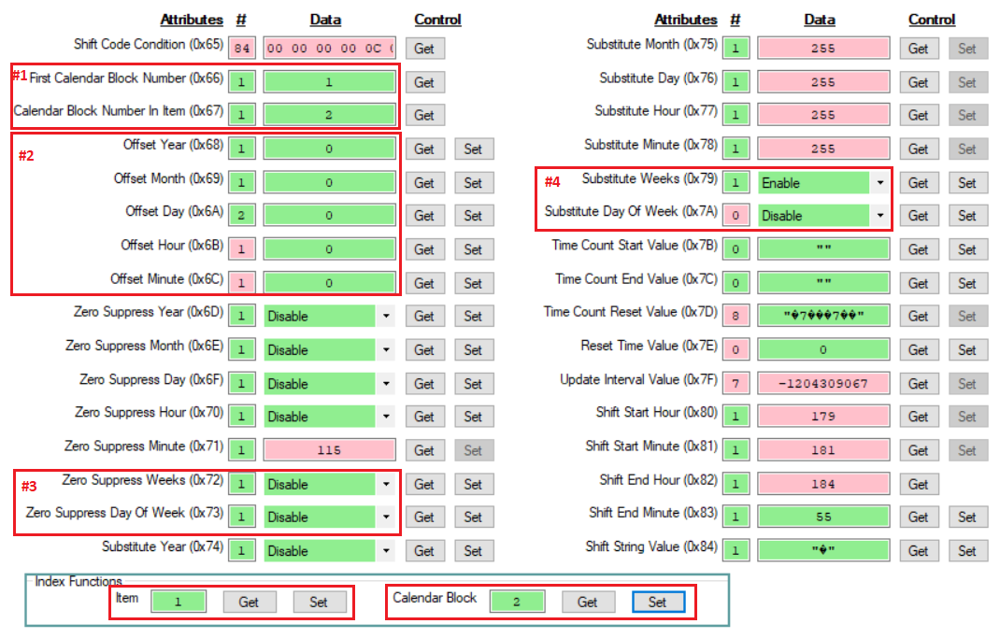 Attributes # Data Control
Shift Code Condition (0x65) 84 00 00 00 00 0C ( Get
#1 First Calendar Block Number (0x66) 1 1 Get
Calendar Block Number In Item (0x67) 1 2 Get
#2 Offset Year (0x68) 1 0 Get Set
Offset Month (0x69) 1 0 Get Set
Offset Day (0x6A) 2 0 Get Set
Offset Hour (0x6B) 1 0 Get Set
Offset Minute (0x6C) 1 0 Get Set
Zero Suppress Year (0x6D) 1 Disable Get Set
Zero Suppress Month (0x6E) 1 Disable Get Set
Zero Suppress Day (0x6F) 1 Disable Get Set
Zero Suppress Hour (0x70) 1 Disable Get Set
Zero Suppress Minute (0x71) 1 115 Get Set
#3 Zero Suppress Weeks (0x72) 1 Disable Get Set
Zero Suppress Day Of Week (0x73) 1 Disable Get Set
Substitute Year (0x74) 1 Disable Get Set
Attributes # Data Control
Substitute Month (0x75) 1 255 Get Set
Substitute Day (0x76) 1 255 Get Set
Substitute Hour (0x77) 1 255 Get Set
Substitute Minute (0x78) 1 255 Get Set
#4 Substitute Weeks (0x79) 1 Enable Get Set
Substitute Day Of Week (0x7A) 0 Disable Get Set
Time Count Start Value (0x7B) 0 "" Get Set
Time Count End Value (0x7C) 0 "" Get Set
Time Count Reset Value (0x7D) 8 "�7���7��" Get Set
Reset Time Value (0x7E) 0 0 Get Set
Update Interval Value (0x7F) 7 -1204309067 Get Set
Shift Start Hour (0x80) 1 179 Get Set
Shift Start Minute (0x81) 1 181 Get Set
Shift End Hour (0x82) 1 184 Get
Shift End Minute (0x83) 1 55 Get Set
Shift String Value (0x84) 1 "�" Get Set
Index Functions
Item 1 Get Set Calendar Block 2 Get Set